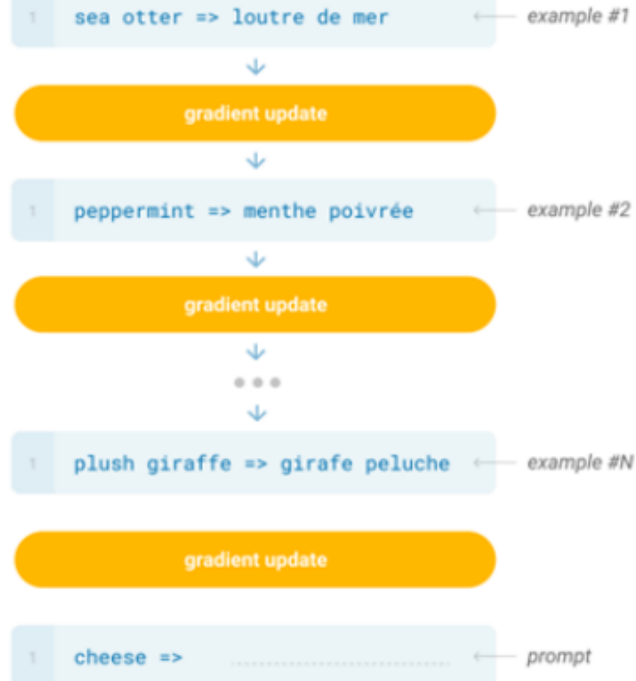 1 sea otter => loutre de mer example #1
gradient update
1 peppermint => menthe poivrée example #2
gradient update
1 plush giraffe => girafe peluche example #N
gradient update
1 cheese => prompt